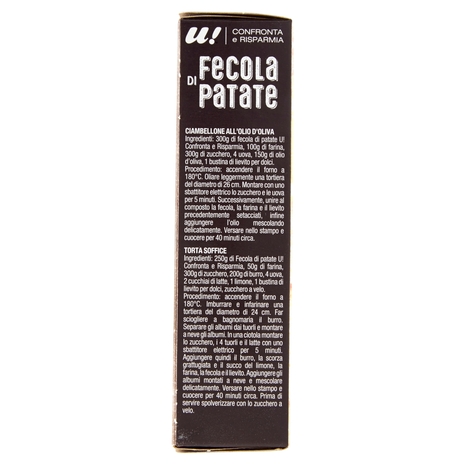 U! CONFRONTA
e RISPARMIA
FECOLA
DI PATATE
CIAMBELLONE ALL'OLIO D'OLIVA
Ingredienti: 300g di fecola di patate U!
Confronta e Risparmia, 100g di farina,
300g di zucchero, 4 uova, 150g di olio
d'oliva, 1 bustina di lievito per dolci.
Procedimento: accendere il forno a
180°C. Oliare leggermente una tortiera
del diametro di 26 cm. Montare con uno
sbattitore elettrico lo zucchero e le uova
per 5 minuti. Successivamente, unire al
composto la fecola, la farina e il lievito
precedentemente setacciati, infine
aggiungere l'olio mescolando
delicatamente. Versare nello stampo e
cuocere per 40 minuti circa.
TORTA SOFFICE
Ingredienti: 250g di Fecola di patate U!
Confronta e Risparmia, 50g di farina,
300g di zucchero, 200g di burro, 4 uova,
2 cucchiai di latte, 1 limone, 1 bustina di
lievito per dolci, zucchero a velo.
Procedimento: accendere il forno a
180°C. Imburrare e infarinare una
tortiera del diametro di 24 cm. Far
sciogliere a bagnomaria il burro.
Separare gli albumi dai tuorli e montare
a neve gli albumi. In una ciotola montare
lo zucchero, i 4 tuorli e il latte con uno
sbattitore elettrico per 5 minuti.
Aggiungere quindi il burro, la scorza
grattugiata e il succo del limone, la
farina, la fecola e il lievito. Aggiungere gli
albumi montati a neve e mescolare
delicatamente. Versare nello stampo e
cuocere per 40 minuti circa. Prima di
servire spolverizzare con lo zucchero a
velo.